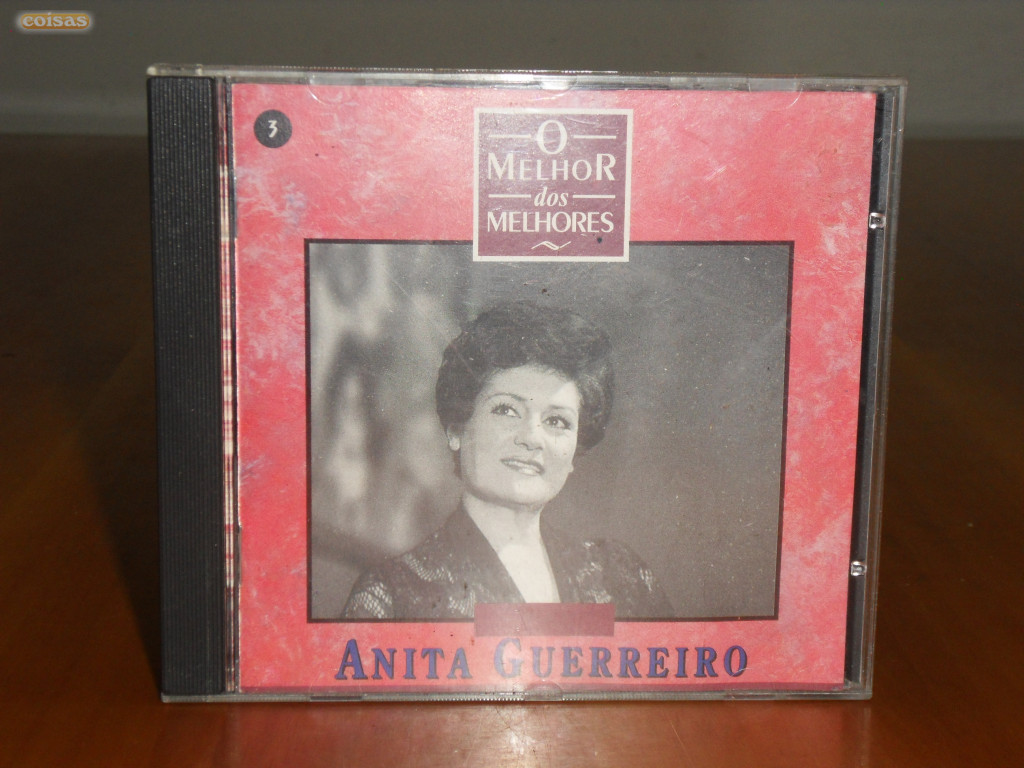 coisas
3
O
MELHOR
dos
MELHORES
ANITA GUERREIRO